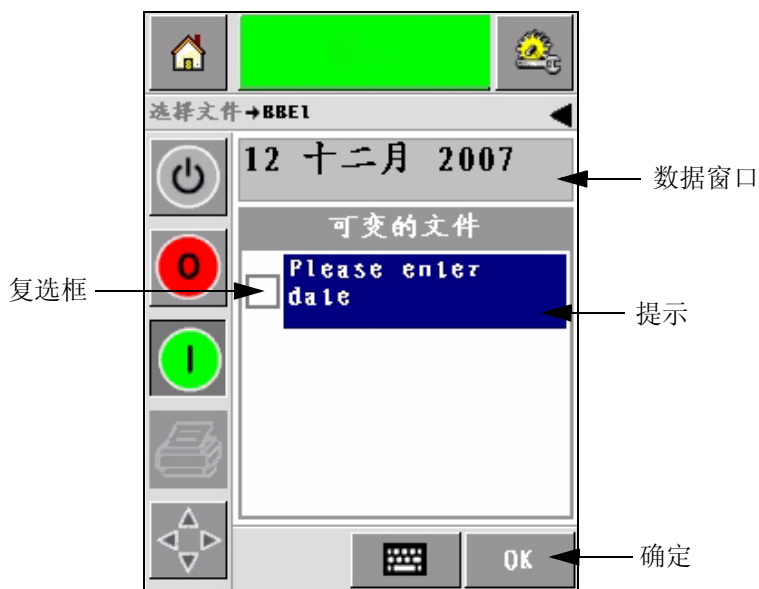 选择文件→BBE1
12 十二月 2007
数据窗口
可变的文件
Please enter
date
复选框
提示
OK
确定